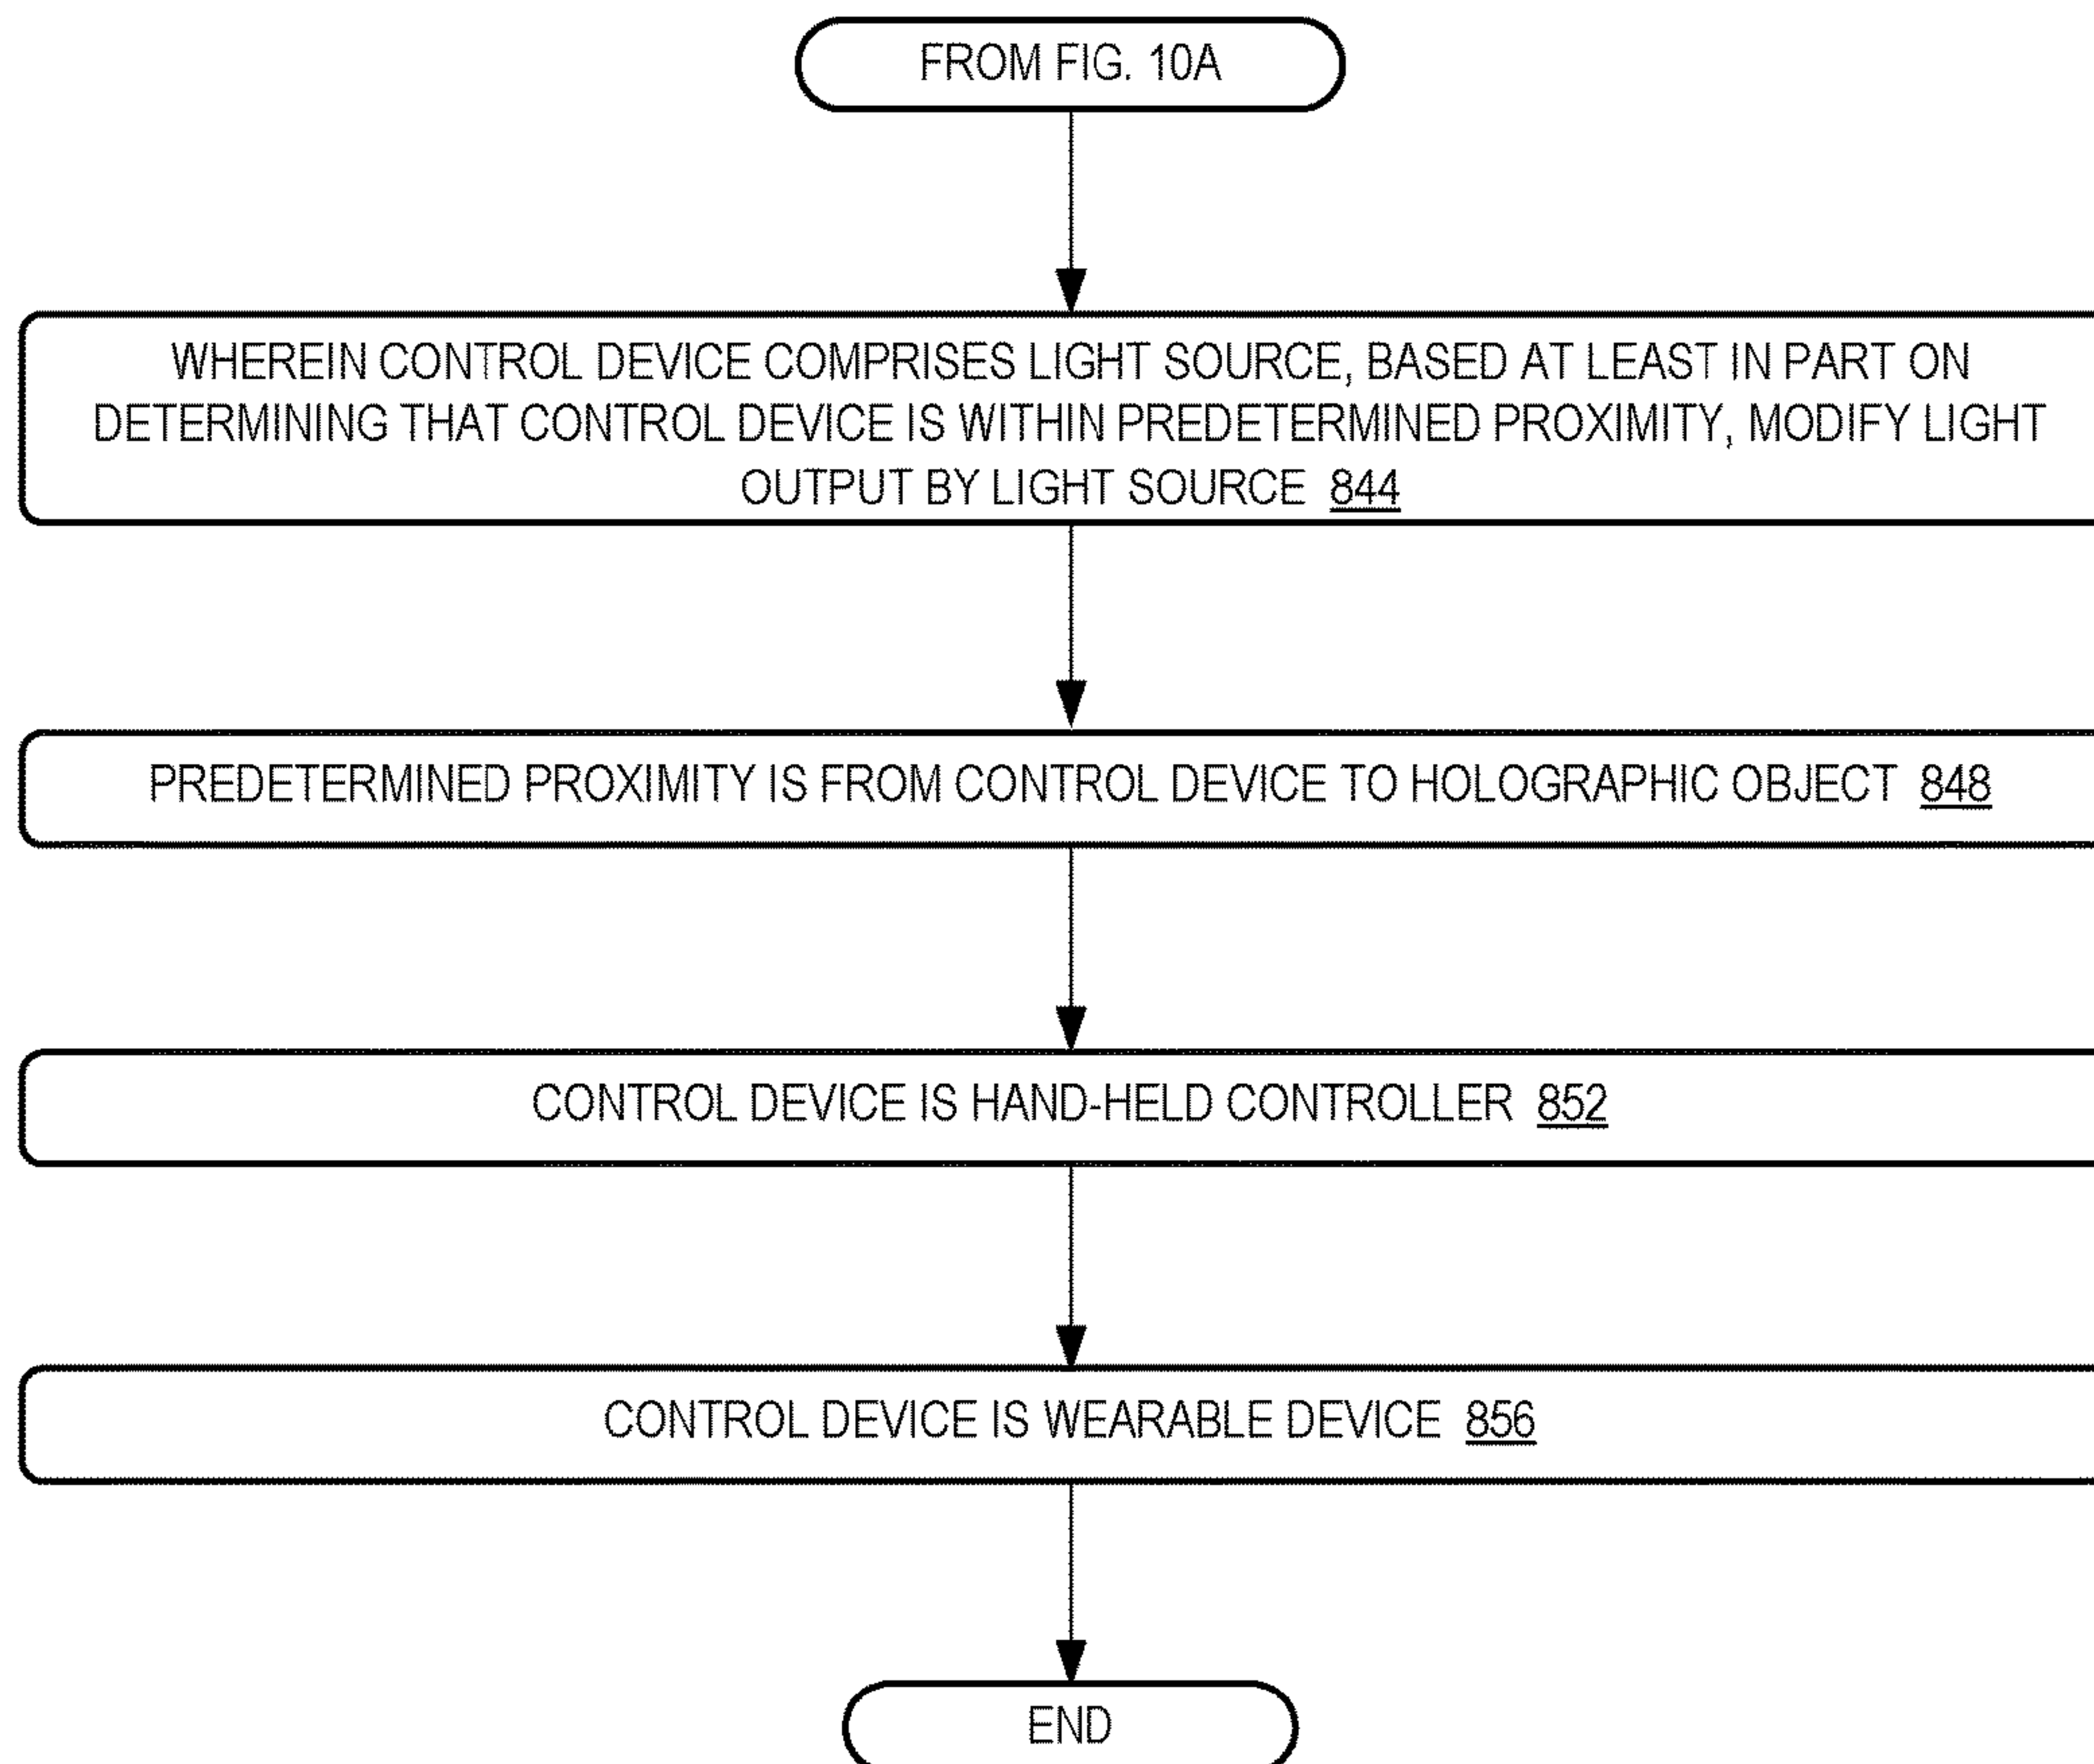 FROM FIG. 10A
WHEREIN CONTROL DEVICE COMPRISES LIGHT SOURCE, BASED AT LEAST IN PART ON
DETERMINING THAT CONTROL DEVICE IS WITHIN PREDETERMINED PROXIMITY, MODIFY LIGHT
OUTPUT BY LIGHT SOURCE 844
PREDETERMINED PROXIMITY IS FROM CONTROL DEVICE TO HOLOGRAPHIC OBJECT 848
CONTROL DEVICE IS HAND-HELD CONTROLLER 852
CONTROL DEVICE IS WEARABLE DEVICE 856
END